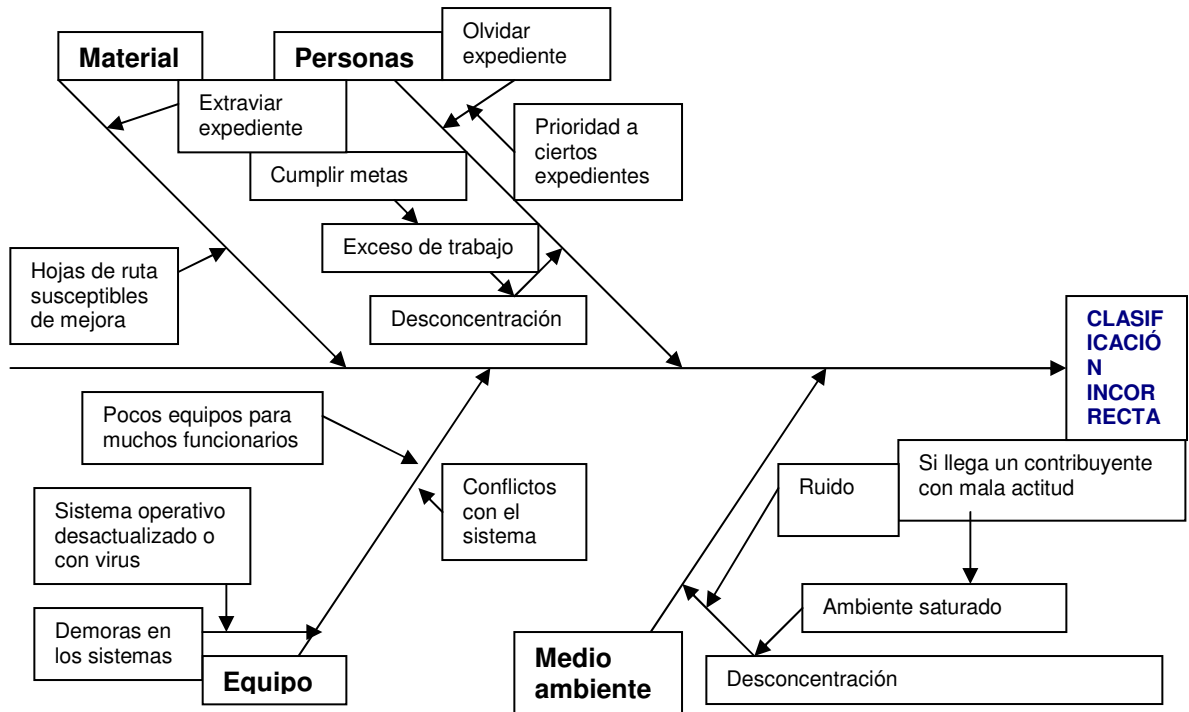 Material
Personas
Olvidar
expediente
Extraviar
expediente
Prioridad a
ciertos
expedientes
Cumplir metas
Exceso de trabajo
Hojas de ruta
susceptibles
de mejora
Desconcentración
CLASIF
ICACIÓ
N
INCOR
RECTA
Pocos equipos para
muchos funcionarios
Si llega un contribuyente
con mala actitud
Ruido
Conflictos
con el
sistema
Sistema operativo
desactualizado o
con virus
Ambiente saturado
Demoras en
los sistemas
Equipo
Medio
ambiente
Desconcentración